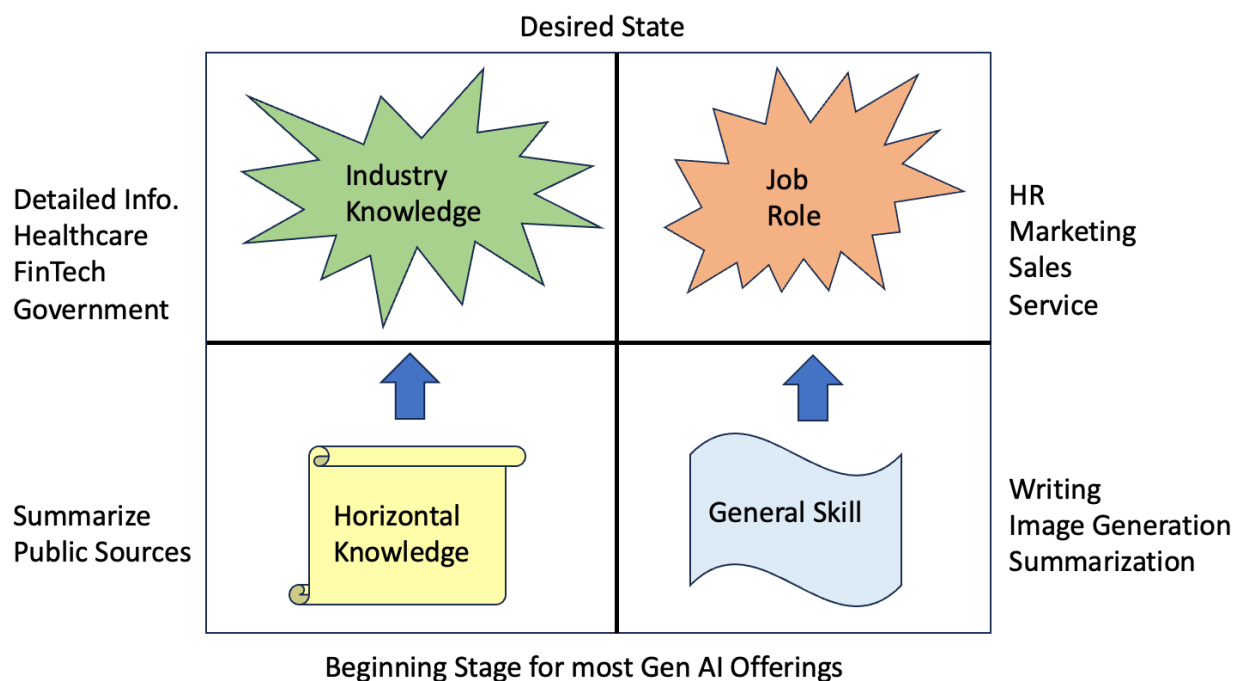 Desired State
Detailed Info.
Healthcare
FinTech
Government
Industry
Knowledge
Job
Role
HR
Marketing
Sales
Service
Summarize
Public Sources
Horizontal
Knowledge
General Skill
Writing
Image Generation
Summarization
Beginning Stage for most Gen AI Offerings